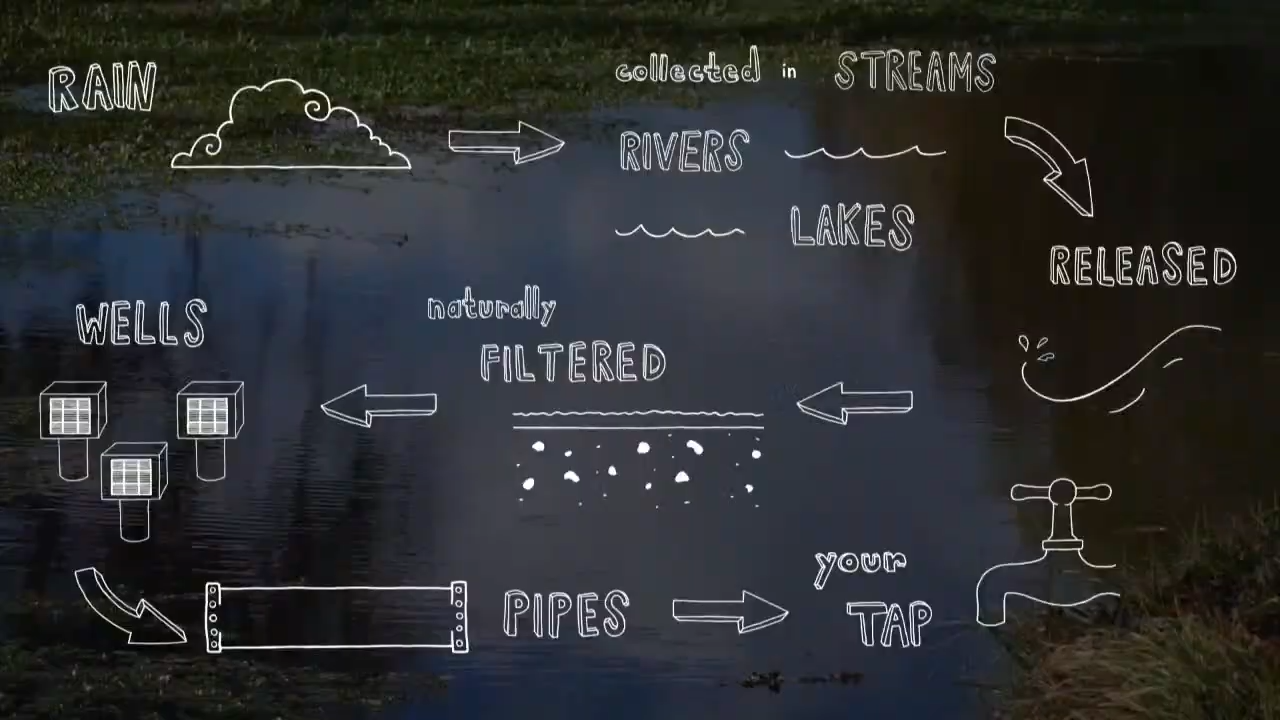 RAIN
collected in STREAMS
RIVERS
LAKES
RELEASED
naturally
FILTERED
WELLS
PIPES
your
TAP